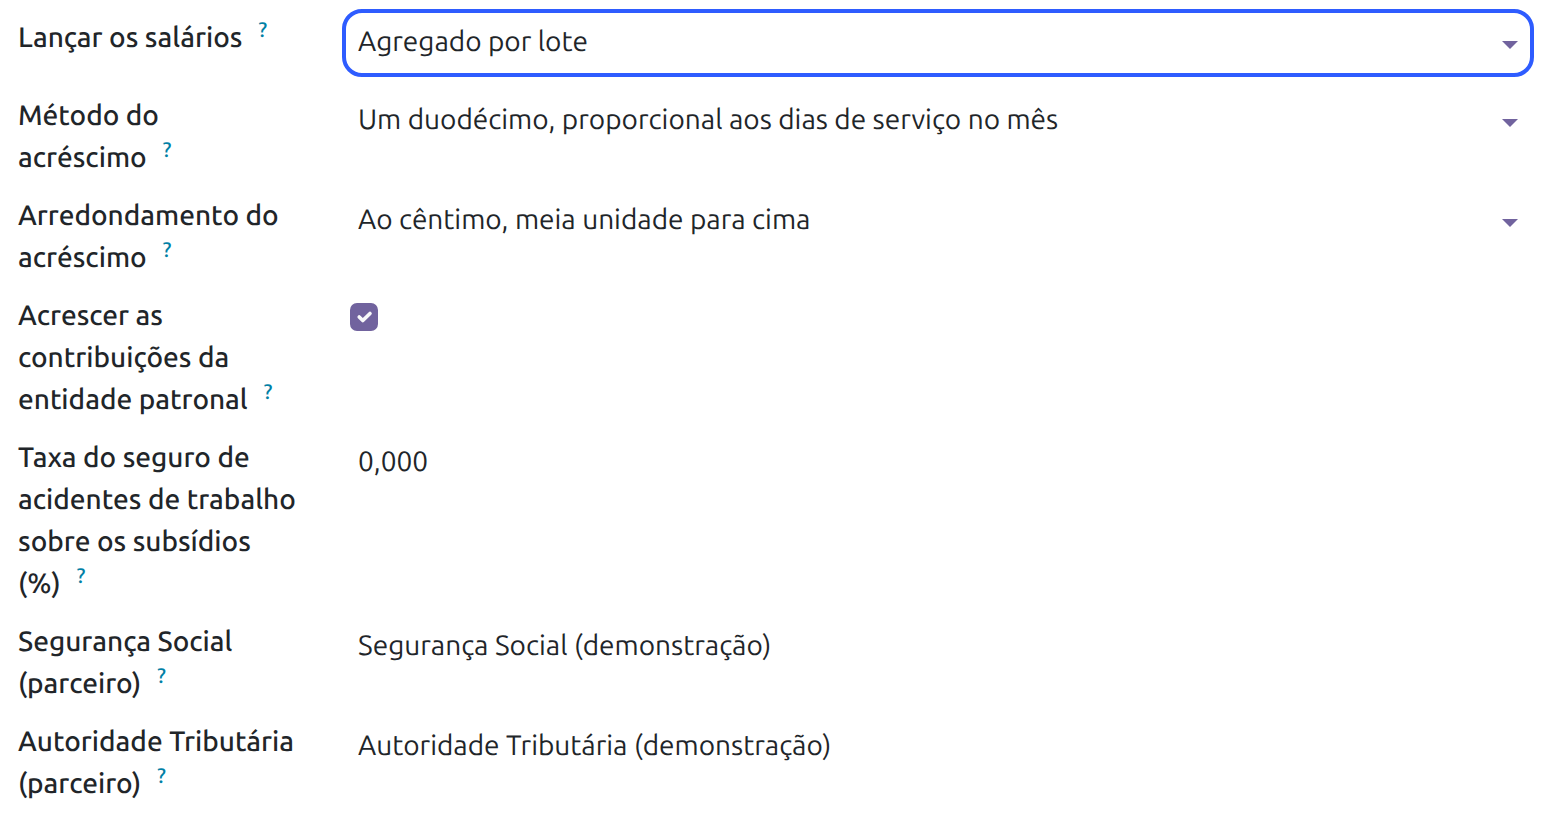 Lançar os salários ?
Agregado por lote
Método do
acréscimo ?
Um duodécimo, proporcional aos dias de serviço no mês
Arredondamento do
acréscimo ?
Ao cêntimo, meia unidade para cima
Acrescer as
contribuições da
entidade patronal ?
Taxa do seguro de
acidentes de trabalho
sobre os subsídios
(%) ?
0,000
Segurança Social
(parceiro) ?
Segurança Social (demonstração)
Autoridade Tributária
(parceiro) ?
Autoridade Tributária (demonstração)